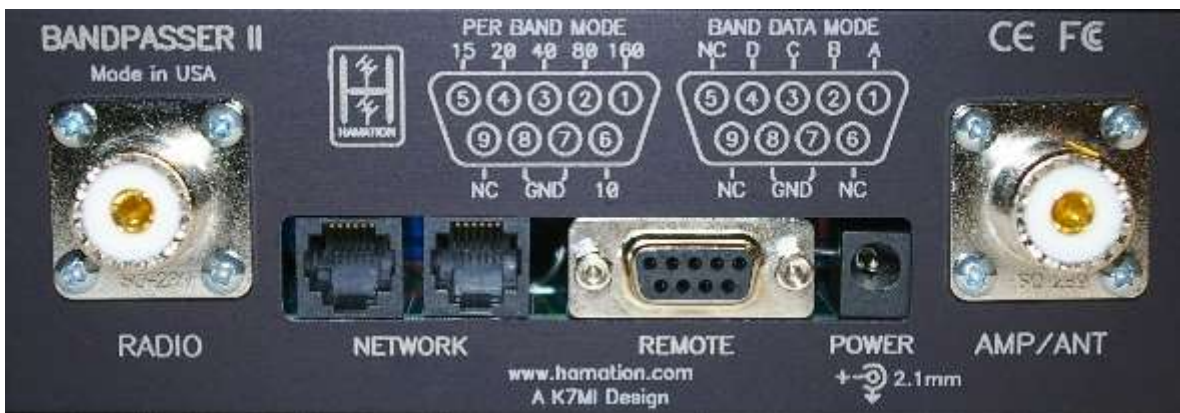 BANDPASSER II
Made in USA
HAMATION
PER BAND MODE
15 20 40 80 160
5 4 3 2 1
9 8 7 6
NC GND 10
BAND DATA MODE
NC D C B A
5 4 3 2 1
9 8 7 6
NC GND NC
CE FC
SO-239
SO-239
RADIO
NETWORK
REMOTE
POWER
AMP/ANT
+ - 2.1mm
www.hamation.com
A K7MI Design